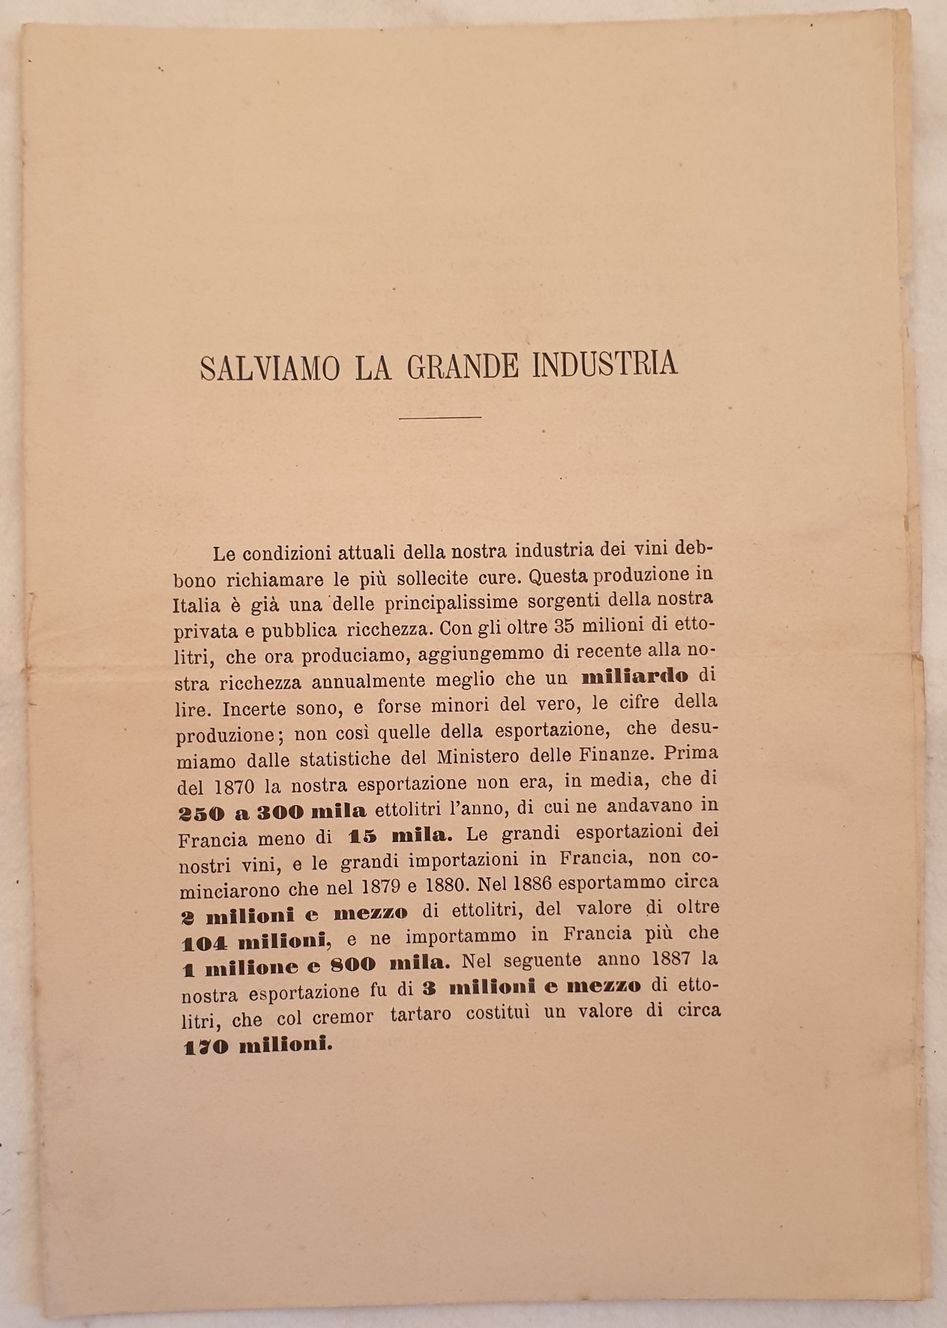 SALVIAMO LA GRANDE INDUSTRIA
Le condizioni attuali della nostra industria dei vini deb-
bono richiamare le più sollecite cure. Questa produzione in
Italia è già una delle principalissime sorgenti della nostra
privata e pubblica ricchezza. Con gli oltre 35 milioni di etto-
litri, che ora produciamo, aggiungemmo di recente alla no-
stra ricchezza annualmente meglio che un miliardo di
lire. Incerte sono, e forse minori del vero, le cifre della
produzione; non così quelle della esportazione, che desu-
miamo dalle statistiche del Ministero delle Finanze. Prima
del 1870 la nostra esportazione non era, in media, che di
250 a 300 mila ettolitri l'anno, di cui ne andavano in
Francia meno di 15 mila. Le grandi esportazioni dei
nostri vini, e le grandi importazioni in Francia, non co-
minciarono che nel 1879 e 1880. Nel 1886 esportammo circa
2 milioni e mezzo di ettolitri, del valore di oltre
104 milioni, e ne importammo in Francia più che
1 milione e 800 mila. Nel seguente anno 1887 la
nostra esportazione fu di 3 milioni e mezzo di etto-
litri, che col cremor tartaro costituì un valore di circa
170 milioni.